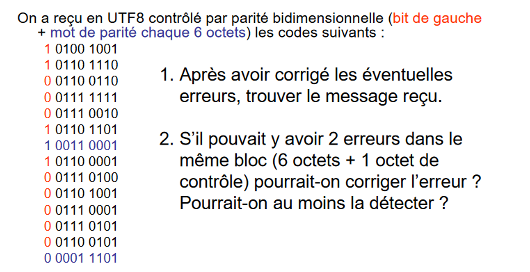 On a reçu en UTF8 contrôlé par parité bidimensionnelle (bit de gauche
+ mot de parité chaque 6 octets) les codes suivants :
1 0100 1001
1 0110 1110
0 0110 0110
0 0111 1111
0 0111 0010
1 0110 1101
1 0011 0001
1 0110 0001
0 0111 0100
0 0110 1001
0 0111 0001
0 0111 0101
0 0110 0101
0 0001 1101
1. Après avoir corrigé les éventuelles
erreurs, trouver le message reçu.
2. S'il pouvait y avoir 2 erreurs dans le
même bloc (6 octets + 1 octet de
contrôle) pourrait-on corriger l'erreur ?
Pourrait-on au moins la détecter ?